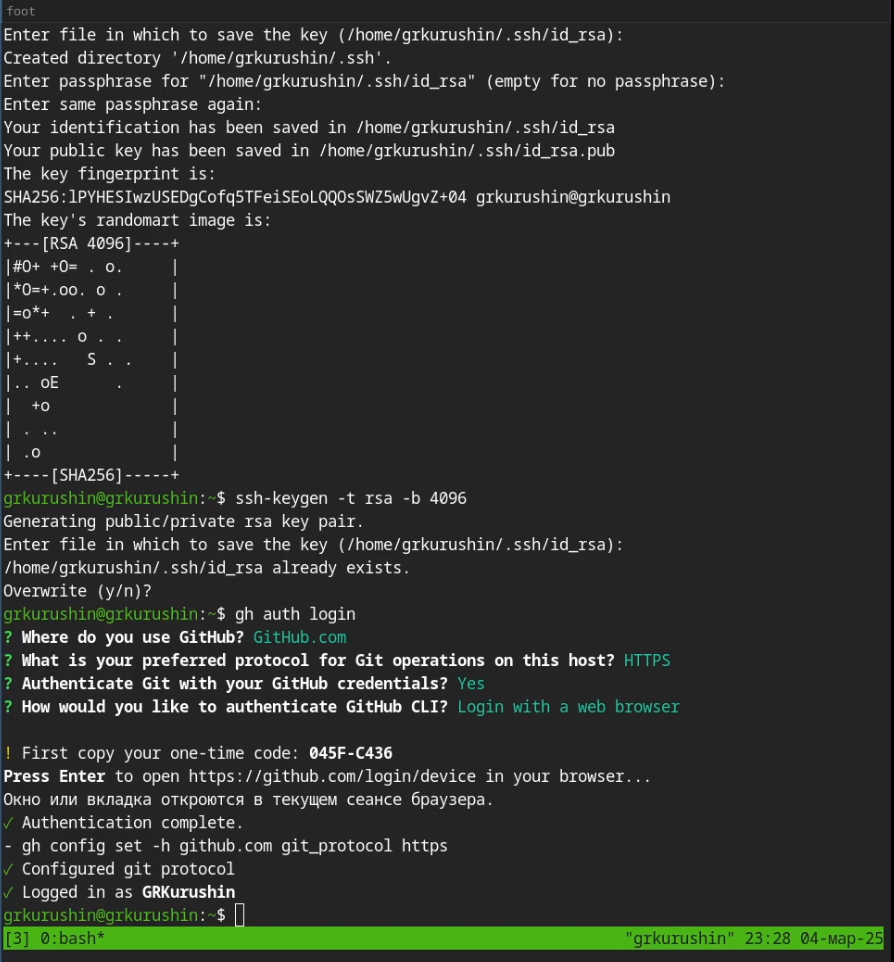 foot
Enter file in which to save the key (/home/grkurushin/.ssh/id_rsa):
Created directory '/home/grkurushin/.ssh'.
Enter passphrase for "/home/grkurushin/.ssh/id_rsa" (empty for no passphrase):
Enter same passphrase again:
Your identification has been saved in /home/grkurushin/.ssh/id_rsa
Your public key has been saved in /home/grkurushin/.ssh/id_rsa.pub
The key fingerprint is:
SHA256:lPYHESIwzUSEDgCofq5TFeiSEoLQQOsSWZ5wUgvZ+04 grkurushin@grkurushin
The key's randomart image is:
+---[RSA 4096]----+
|#O+ +O= . o.     |
|*O=+.oo. o .     |
|=o*+  . + .      |
|++.... o . .     |
|+....   S . .    |
|.. oE      .     |
|  +o             |
| . ..            |
| .o              |
+----[SHA256]-----+
grkurushin@grkurushin:~$ ssh-keygen -t rsa -b 4096
Generating public/private rsa key pair.
Enter file in which to save the key (/home/grkurushin/.ssh/id_rsa):
/home/grkurushin/.ssh/id_rsa already exists.
Overwrite (y/n)?
grkurushin@grkurushin:~$ gh auth login
? Where do you use GitHub? GitHub.com
? What is your preferred protocol for Git operations on this host? HTTPS
? Authenticate Git with your GitHub credentials? Yes
? How would you like to authenticate GitHub CLI? Login with a web browser
! First copy your one-time code: 045F-C436
Press Enter to open https://github.com/login/device in your browser...
Окно или вкладка откроются в текущем сеансе браузера.
✓ Authentication complete.
- gh config set -h github.com git_protocol https
✓ Configured git protocol
✓ Logged in as GRKurushin
grkurushin@grkurushin:~$
[3] 0:bash* "grkurushin" 23:28 04-мар-25